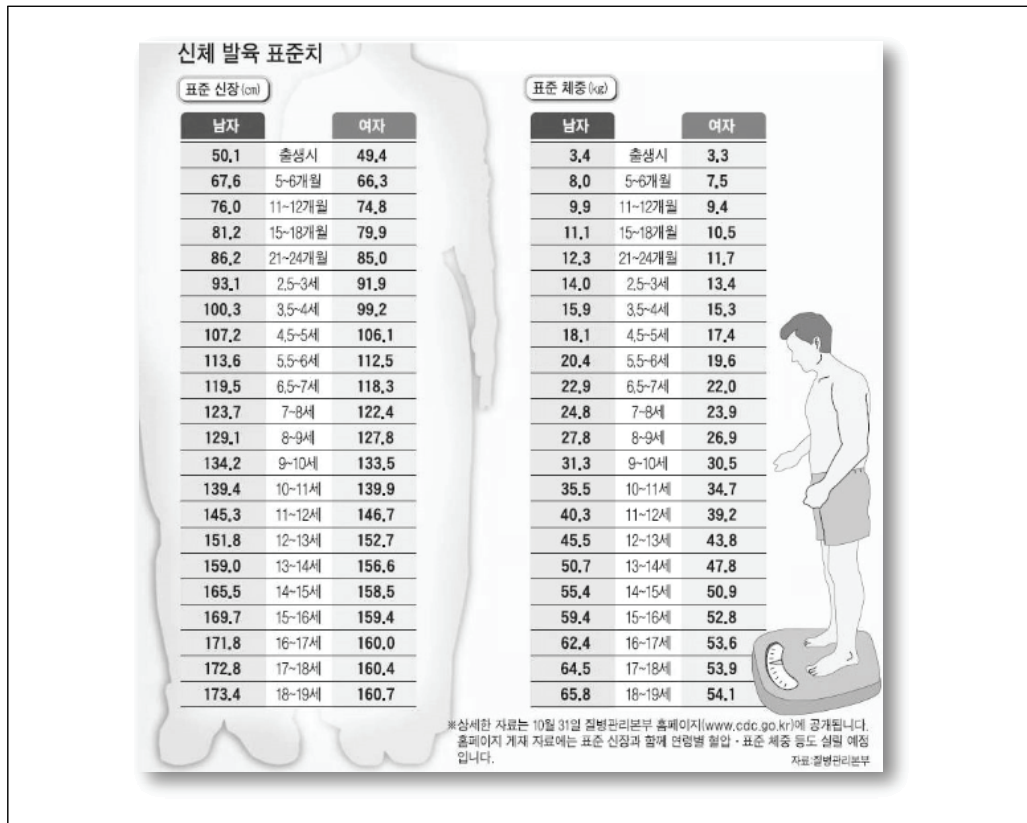 신체 발육 표준치
표준 신장(㎝)
남자 여자
50.1 출생시 49.4
67.6 5~6개월 66.3
76.0 11~12개월 74.8
81.2 15~18개월 79.9
86.2 21~24개월 85.0
93.1 2.5~3세 91.9
100.3 3.5~4세 99.2
107.2 4.5~5세 106.1
113.6 5.5~6세 112.5
119.5 6.5~7세 118.3
123.7 7~8세 122.4
129.1 8~9세 127.8
134.2 9~10세 133.5
139.4 10~11세 139.9
145.3 11~12세 146.7
151.8 12~13세 152.7
159.0 13~14세 156.6
165.5 14~15세 158.5
169.7 15~16세 159.4
171.8 16~17세 160.0
172.8 17~18세 160.4
173.4 18~19세 160.7
표준 체중(㎏)
남자 여자
3.4 출생시 3.3
8.0 5~6개월 7.5
9.9 11~12개월 9.4
11.1 15~18개월 10.5
12.3 21~24개월 11.7
14.0 2.5~3세 13.4
15.9 3.5~4세 15.3
18.1 4.5~5세 17.4
20.4 5.5~6세 19.6
22.9 6.5~7세 22.0
24.8 7~8세 23.9
27.8 8~9세 26.9
31.3 9~10세 30.5
35.5 10~11세 34.7
40.3 11~12세 39.2
45.5 12~13세 43.8
50.7 13~14세 47.8
55.4 14~15세 50.9
59.4 15~16세 52.8
62.4 16~17세 53.6
64.5 17~18세 53.9
65.8 18~19세 54.1
※상세한 자료는 10월 31일 질병관리본부 홈페이지(www.cdc.go.kr)에 공개됩니다.
홈페이지 게재 자료에는 표준 신장과 함께 연령별 혈압·표준 체중 등도 실릴 예정
입니다.
자료:질병관리본부